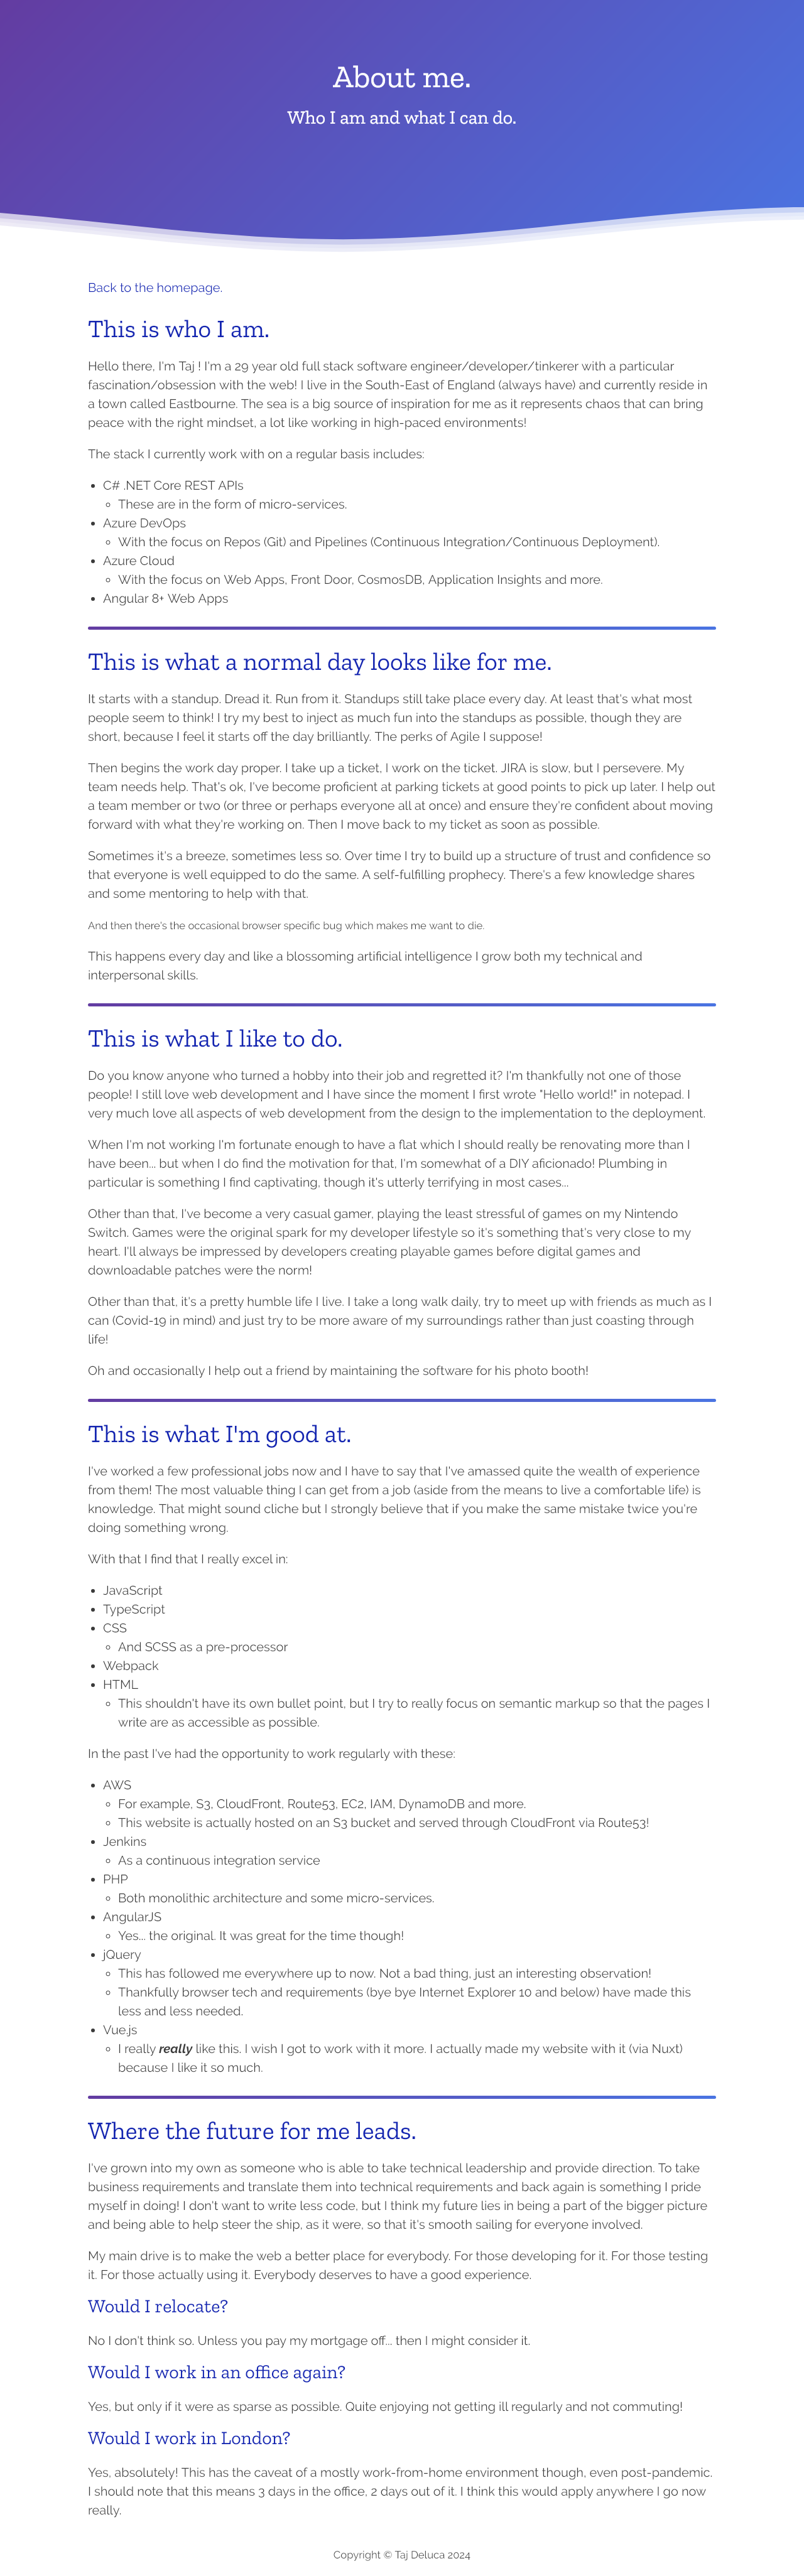 About me.
Who I am and what I can do.
Back to the homepage.
This is who I am.
Hello there, I'm Taj ! I'm a 29 year old full stack software engineer/developer/tinkerer with a particular
fascination/obsession with the web! I live in the South-East of England (always have) and currently reside in
a town called Eastbourne. The sea is a big source of inspiration for me as it represents chaos that can bring
peace with the right mindset, a lot like working in high-paced environments!
The stack I currently work with on a regular basis includes:
• C# .NET Core REST APIs
◦ These are in the form of micro-services.
• Azure DevOps
◦ With the focus on Repos (Git) and Pipelines (Continuous Integration/Continuous Deployment).
• Azure Cloud
◦ With the focus on Web Apps, Front Door, CosmosDB, Application Insights and more.
• Angular 8+ Web Apps
This is what a normal day looks like for me.
It starts with a standup. Dread it. Run from it. Standups still take place every day. At least that's what most
people seem to think! I try my best to inject as much fun into the standups as possible, though they are
short, because I feel it starts off the day brilliantly. The perks of Agile I suppose!
Then begins the work day proper. I take up a ticket, I work on the ticket. JIRA is slow, but I persevere. My
team needs help. That's ok, I've become proficient at parking tickets at good points to pick up later. I help out
a team member or two (or three or perhaps everyone all at once) and ensure they're confident about moving
forward with what they're working on. Then I move back to my ticket as soon as possible.
Sometimes it's a breeze, sometimes less so. Over time I try to build up a structure of trust and confidence so
that everyone is well equipped to do the same. A self-fulfilling prophecy. There's a few knowledge shares
and some mentoring to help with that.
And then there's the occasional browser specific bug which makes me want to die.
This happens every day and like a blossoming artificial intelligence I grow both my technical and
interpersonal skills.
This is what I like to do.
Do you know anyone who turned a hobby into their job and regretted it? I'm thankfully not one of those
people! I still love web development and I have since the moment I first wrote "Hello world!" in notepad. I
very much love all aspects of web development from the design to the implementation to the deployment.
When I'm not working I'm fortunate enough to have a flat which I should really be renovating more than I
have been... but when I do find the motivation for that, I'm somewhat of a DIY aficionado! Plumbing in
particular is something I find captivating, though it's utterly terrifying in most cases...
Other than that, I've become a very casual gamer, playing the least stressful of games on my Nintendo
Switch. Games were the original spark for my developer lifestyle so it's something that's very close to my
heart. I'll always be impressed by developers creating playable games before digital games and
downloadable patches were the norm!
Other than that, it's a pretty humble life I live. I take a long walk daily, try to meet up with friends as much as I
can (Covid-19 in mind) and just try to be more aware of my surroundings rather than just coasting through
life!
Oh and occasionally I help out a friend by maintaining the software for his photo booth!
This is what I'm good at.
I've worked a few professional jobs now and I have to say that I've amassed quite the wealth of experience
from them! The most valuable thing I can get from a job (aside from the means to live a comfortable life) is
knowledge. That might sound cliche but I strongly believe that if you make the same mistake twice you're
doing something wrong.
With that I find that I really excel in:
• JavaScript
• TypeScript
• CSS
◦ And SCSS as a pre-processor
• Webpack
• HTML
◦ This shouldn't have its own bullet point, but I try to really focus on semantic markup so that the pages I
write are as accessible as possible.
In the past I've had the opportunity to work regularly with these:
• AWS
◦ For example, S3, CloudFront, Route53, EC2, IAM, DynamoDB and more.
◦ This website is actually hosted on an S3 bucket and served through CloudFront via Route53!
• Jenkins
◦ As a continuous integration service
• PHP
◦ Both monolithic architecture and some micro-services.
• AngularJS
◦ Yes... the original. It was great for the time though!
• jQuery
◦ This has followed me everywhere up to now. Not a bad thing, just an interesting observation!
◦ Thankfully browser tech and requirements (bye bye Internet Explorer 10 and below) have made this
less and less needed.
• Vue.js
◦ I really really like this. I wish I got to work with it more. I actually made my website with it (via Nuxt)
because I like it so much.
Where the future for me leads.
I've grown into my own as someone who is able to take technical leadership and provide direction. To take
business requirements and translate them into technical requirements and back again is something I pride
myself in doing! I don't want to write less code, but I think my future lies in being a part of the bigger picture
and being able to help steer the ship, as it were, so that it's smooth sailing for everyone involved.
My main drive is to make the web a better place for everybody. For those developing for it. For those testing
it. For those actually using it. Everybody deserves to have a good experience.
Would I relocate?
No I don't think so. Unless you pay my mortgage off... then I might consider it.
Would I work in an office again?
Yes, but only if it were as sparse as possible. Quite enjoying not getting ill regularly and not commuting!
Would I work in London?
Yes, absolutely! This has the caveat of a mostly work-from-home environment though, even post-pandemic.
I should note that this means 3 days in the office, 2 days out of it. I think this would apply anywhere I go now
really.
Copyright © Taj Deluca 2024